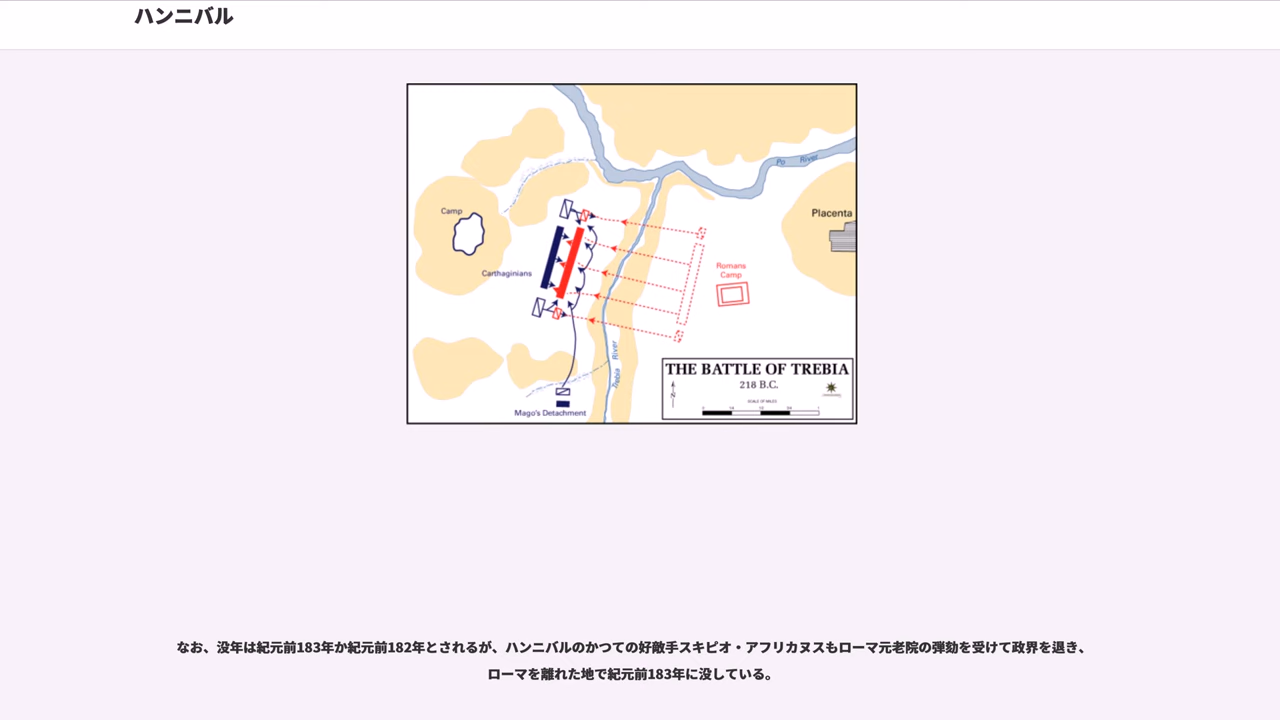 ハンニバル
Po River
Camp
Placenta
Carthaginians
Romans
Camp
Trebia River
THE BATTLE OF TREBIA
218 B.C.
N
SCALE OF MILES
Mago's Detachment
なお、没年は紀元前183年か紀元前182年とされるが、ハンニバルのかつての好敵手スキピオ・アフリカヌスもローマ元老院の弾劾を受けて政界を退き、
ローマを離れた地で紀元前183年に没している。